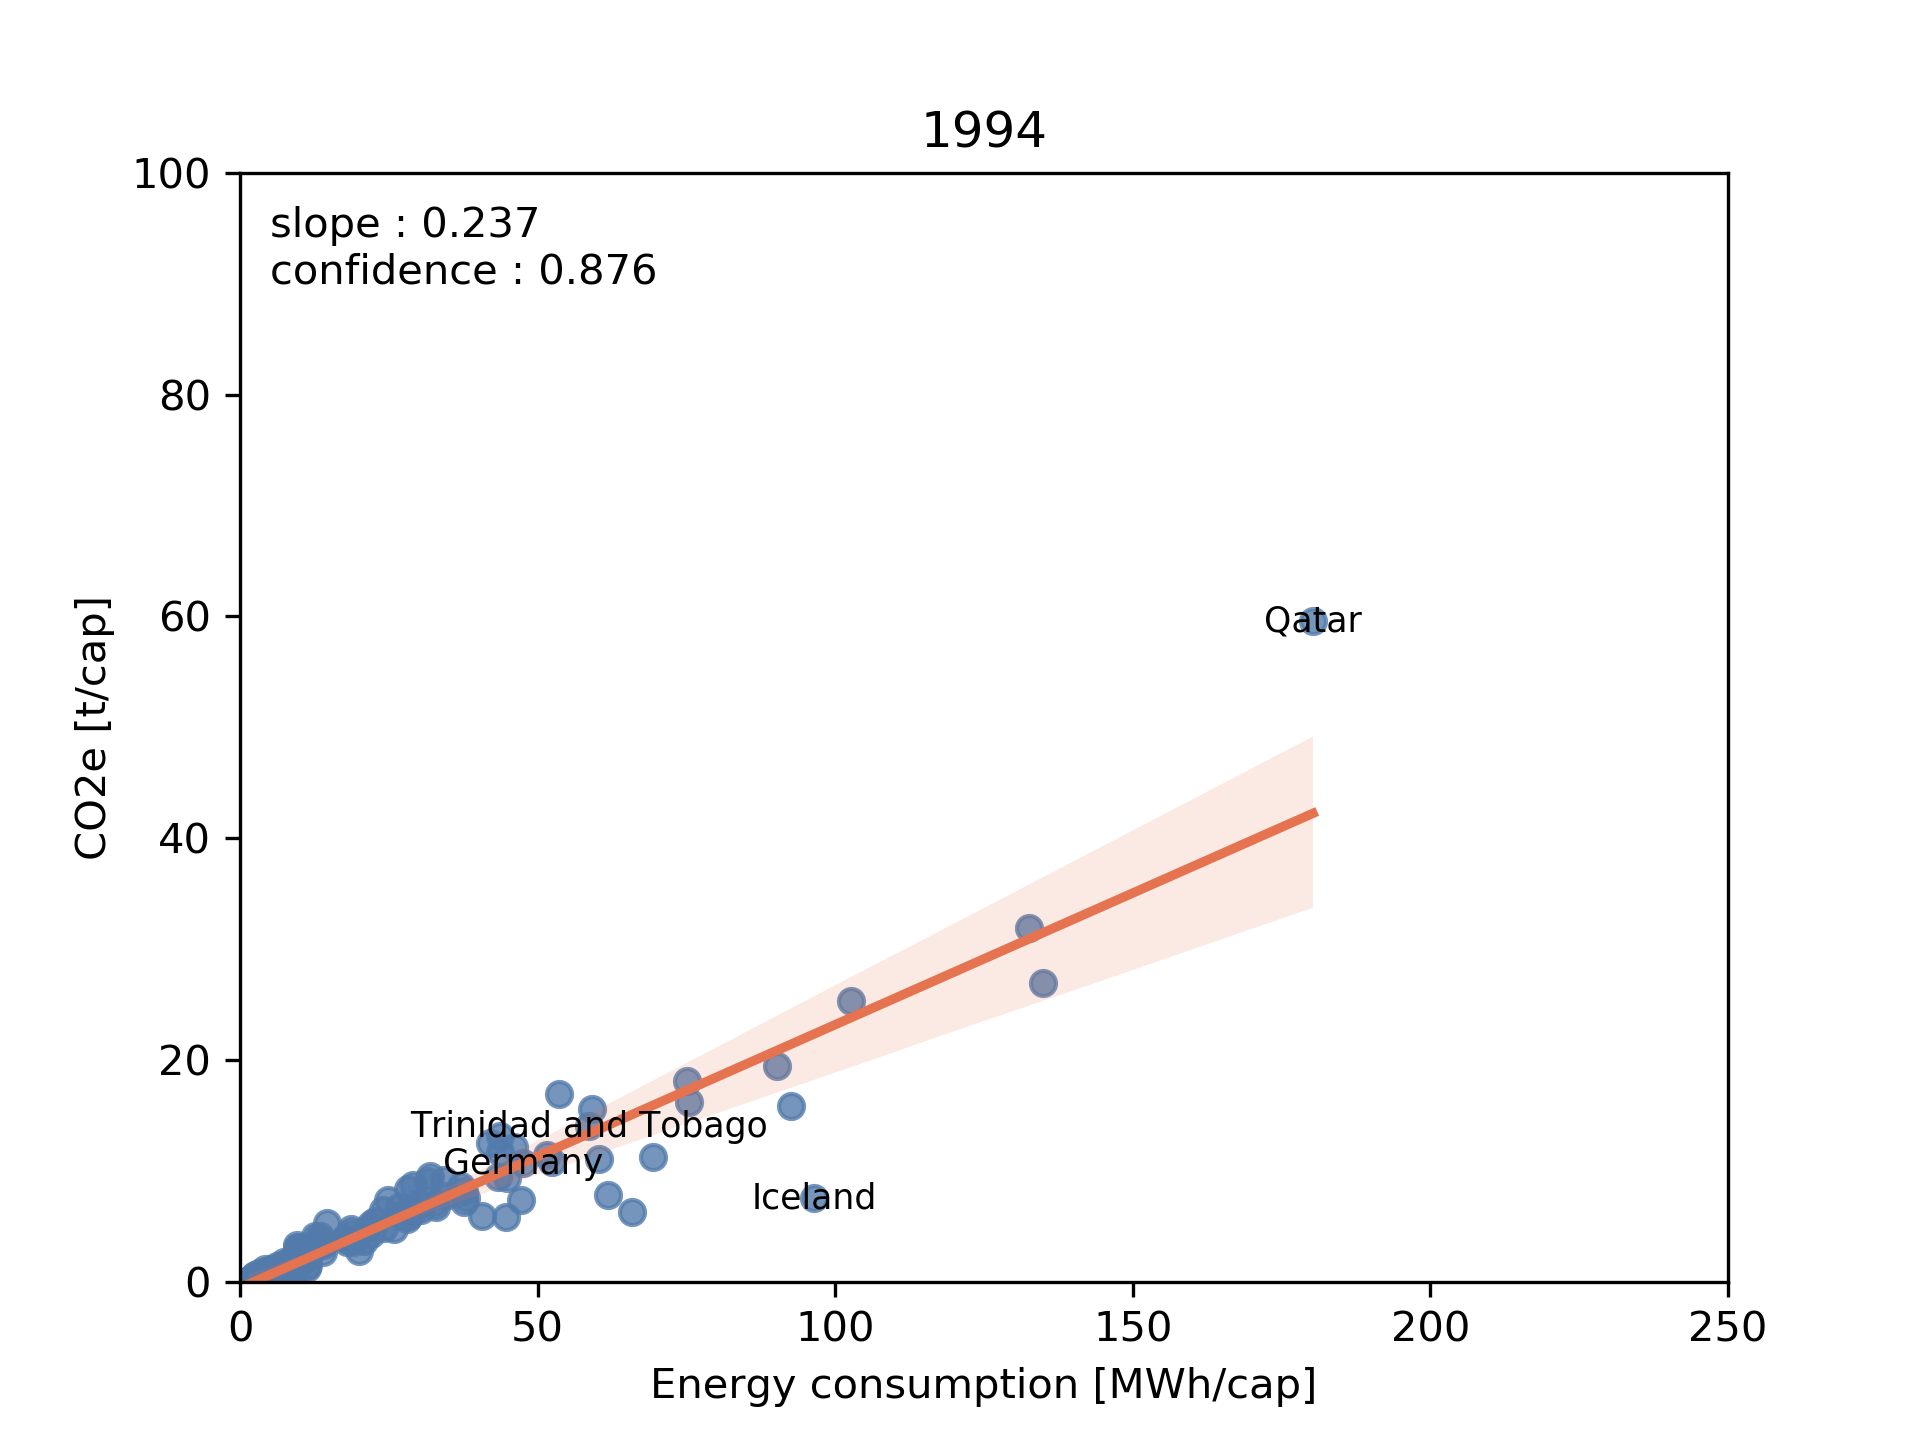 1994
100
slope : 0.237
confidence : 0.876
80
60
40
20
0
CO2e [t/cap]
Qatar
Trinidad and Tobago
Germany
Iceland
0 50 100 150 200 250
Energy consumption [MWh/cap]